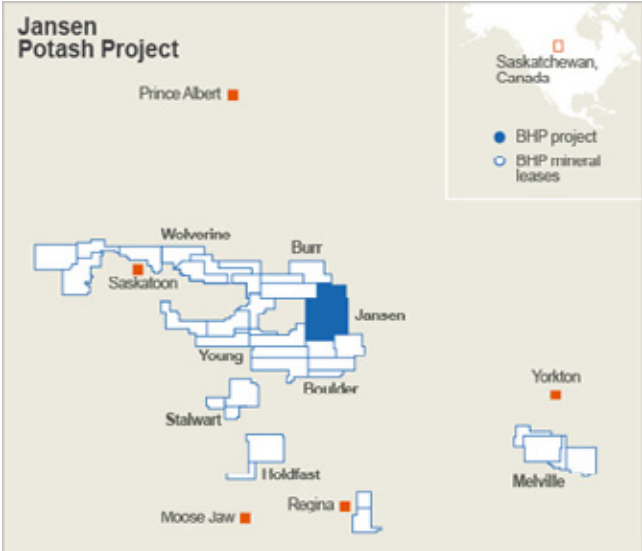 Jansen
Potash Project
Prince Albert
Saskatchewan,
Canada
BHP project
BHP mineral
leases
Wolverine
Burr
Saskatoon
Jansen
Young
Boulder
Yorkton
Stalwart
Holdfast
Melville
Regina
Moose Jaw